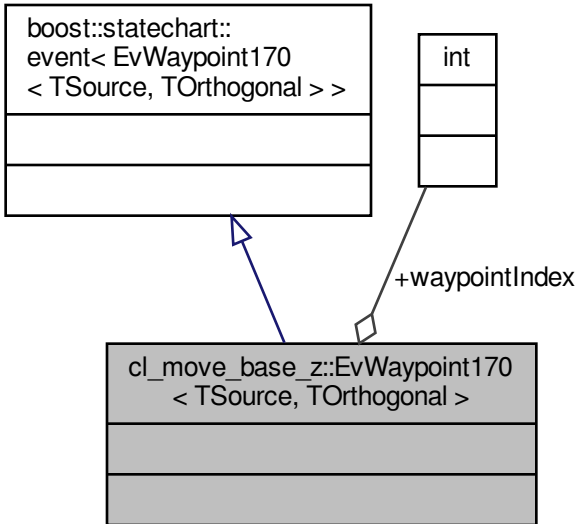 boost::statechart::
event< EvWaypoint170
< TSource, TOrthogonal > >
int
+waypointIndex
cl_move_base_z::EvWaypoint170
< TSource, TOrthogonal >